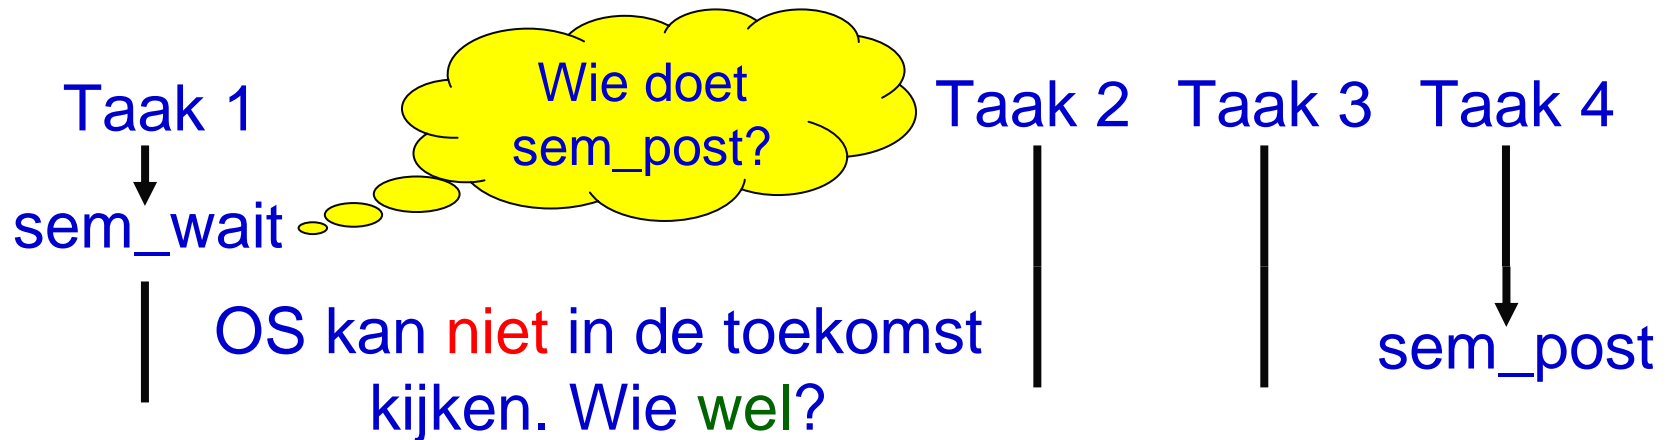 Taak 1
Wie doet
sem_post?
Taak 2
Taak 3
Taak 4
sem_wait
OS kan niet in de toekomst
kijken. Wie wel?
sem_post